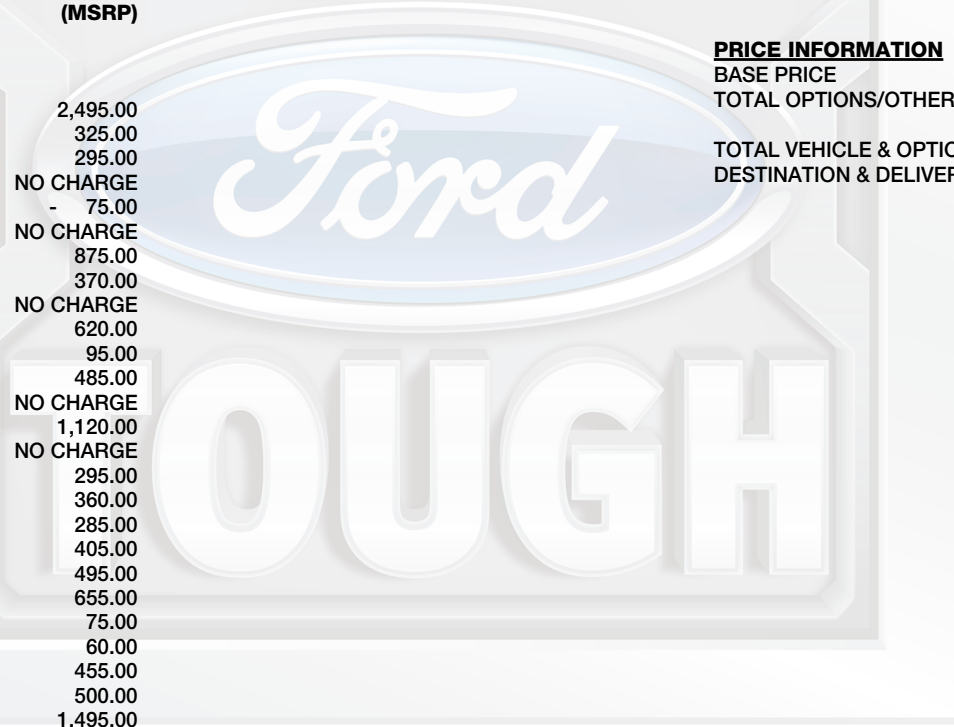 (MSRP)
2,495.00
325.00
295.00
NO CHARGE
- 75.00
NO CHARGE
875.00
370.00
NO CHARGE
620.00
95.00
485.00
NO CHARGE
1,120.00
NO CHARGE
295.00
360.00
285.00
405.00
495.00
655.00
75.00
60.00
455.00
500.00
1,495.00
PRICE INFORMATION
BASE PRICE
TOTAL OPTIONS/OTHER
TOTAL VEHICLE & OPTIO
DESTINATION & DELIVER
Ford
TOUGH